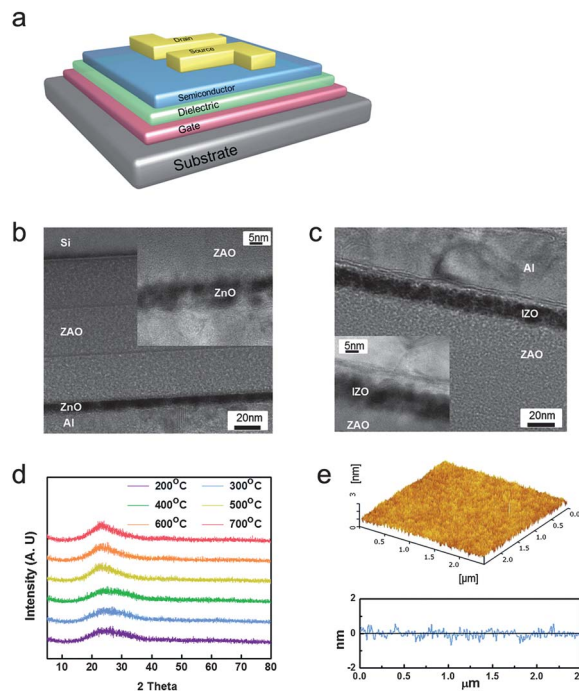 a
Drain
Source
Semiconductor
Dielectric
Gate
Substrate
b
Si
5nm
ZAO
ZnO
ZAO
ZnO
Al
20nm
c
Al
IZO
ZAO
5nm
IZO
ZAO
20nm
d
200°C 300°C
400°C 500°C
600°C 700°C
Intensity (A. U)
10 20 30 40 50 60 70 80
2 Theta
e
[nm]
3
0
0.5
1.0
1.5
2.0
[µm]
0.0
0.5
1.0
1.5
2.0
2
0
-2
nm
0.0 0.5 1.0 1.5 2.0
µm